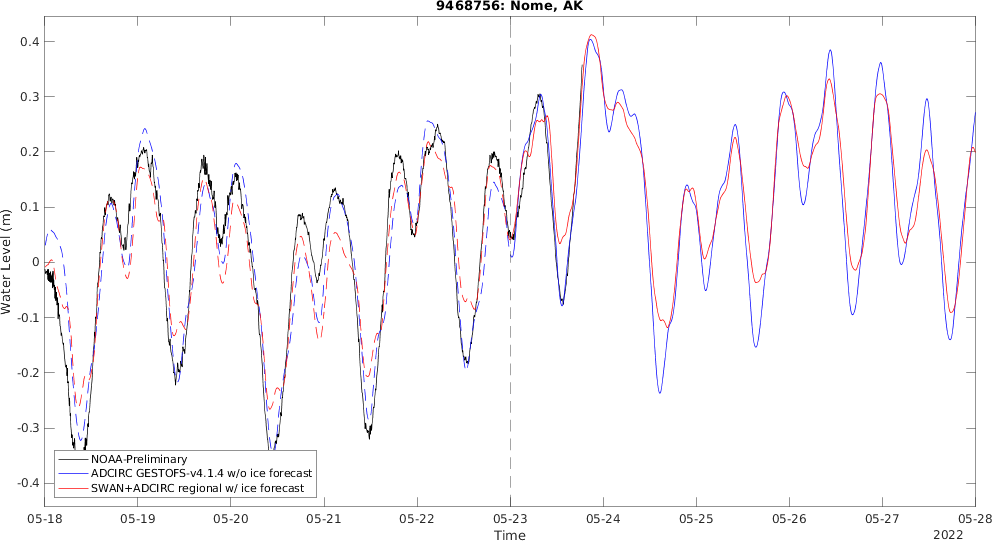 9468756: Nome, AK
0.4
0.3
0.2
0.1
0
-0.1
-0.2
-0.3
-0.4
Water Level (m)
NOAA-Preliminary
ADCIRC GESTOFS-v4.1.4 w/o ice forecast
SWAN+ADCIRC regional w/ ice forecast
05-18 05-19 05-20 05-21 05-22 05-23 05-24 05-25 05-26 05-27 05-28
Time
2022